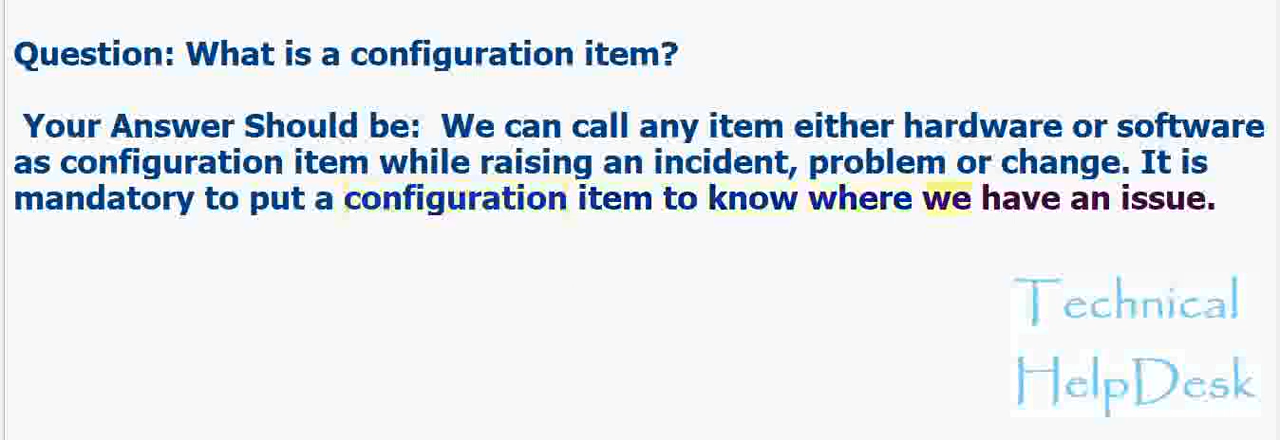 Question: What is a configuration item?
Your Answer Should be: We can call any item either hardware or software
as configuration item while raising an incident, problem or change. It is
mandatory to put a configuration item to know where we have an issue.
Technical
HelpDesk